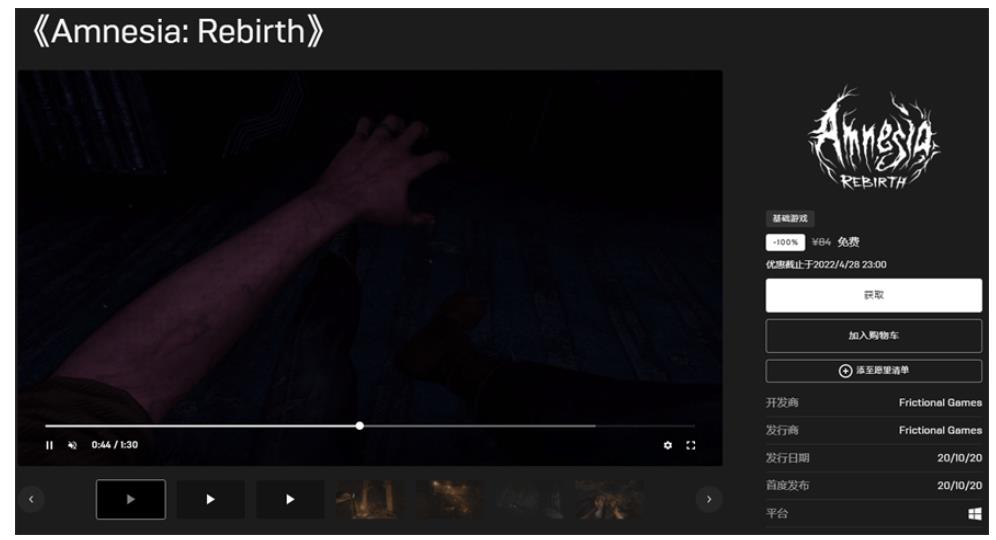 《Amnesia: Rebirth》
Amnesia
REBIRTH
基础游戏
-100% ¥84 免费
优惠截止于2022/4/28 23:00
获取
加入购物车
添至愿望清单
开发商 Frictional Games
发行商 Frictional Games
发行日期 20/10/20
首度发布 20/10/20
平台
0:44 / 1:30